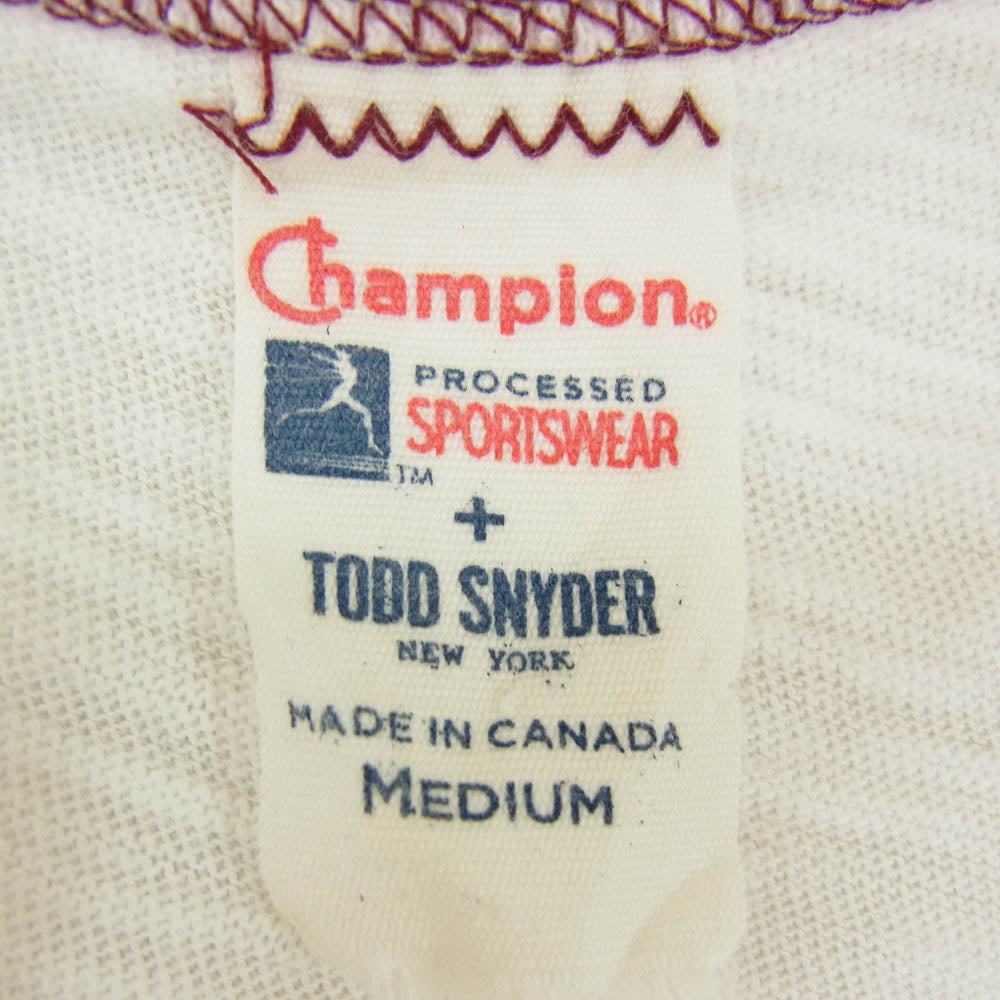 Champion®
PROCESSED
SPORTSWEAR
TM
+
TODD SNYDER
NEW YORK
MADE IN CANADA
MEDIUM